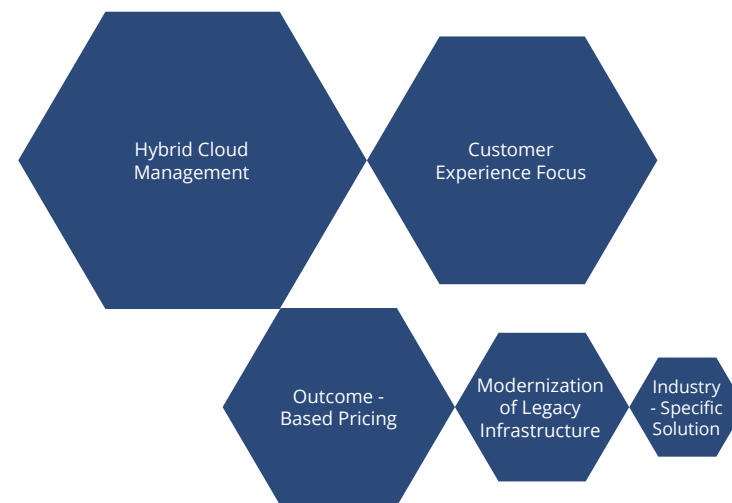 Hybrid Cloud
Management
Customer
Experience Focus
Outcome -
Based Pricing
Modernization
of Legacy
Infrastructure
Industry
- Specific
Solution